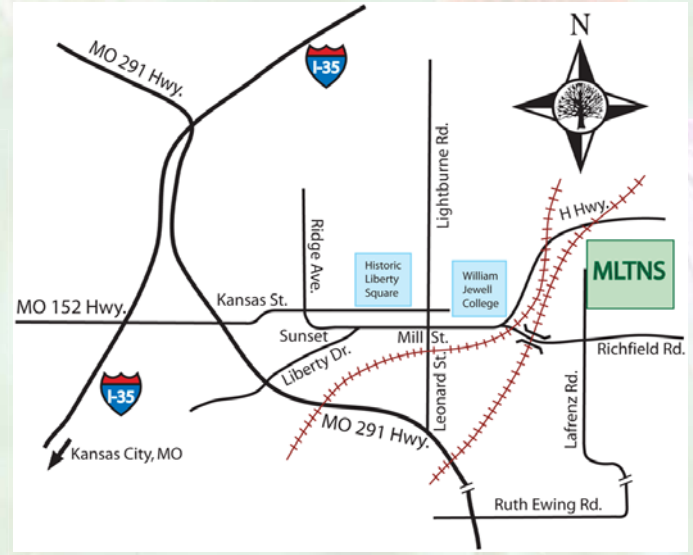 N
MO 291 Hwy.
I-35
Lightburne Rd.
H Hwy.
Ridge Ave.
Historic
Liberty
Square
William
Jewell
College
MLTNS
MO 152 Hwy.
Kansas St.
Sunset
Mill St.
Richfield Rd.
Liberty Dr.
Leonard St.
Lafrenz Rd.
I-35
MO 291 Hwy.
Kansas City, MO
Ruth Ewing Rd.